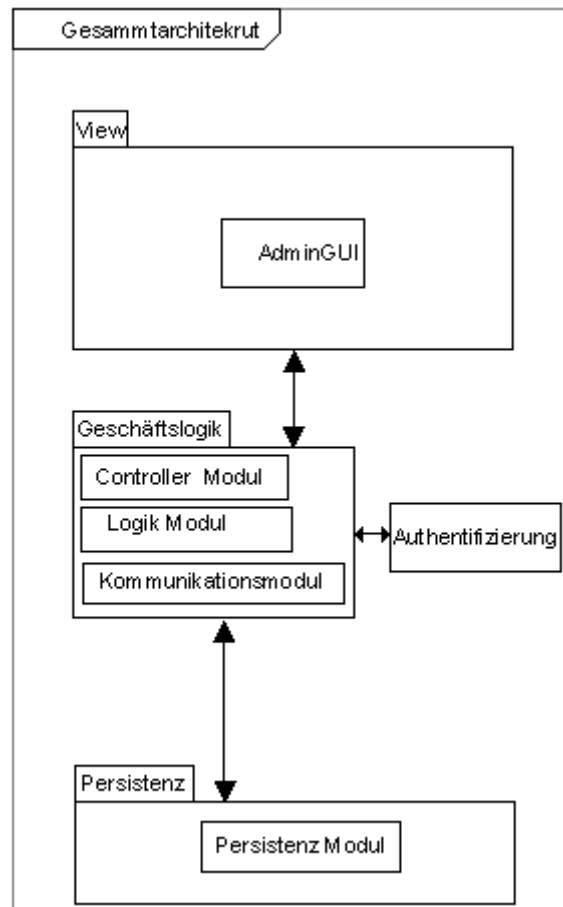 Gesammtarchitekrut
View
AdminGUI
Geschäftslogik
Controller Modul
Logik Modul
Kommunikationsmodul
Authentifizierung
Persistenz
Persistenz Modul